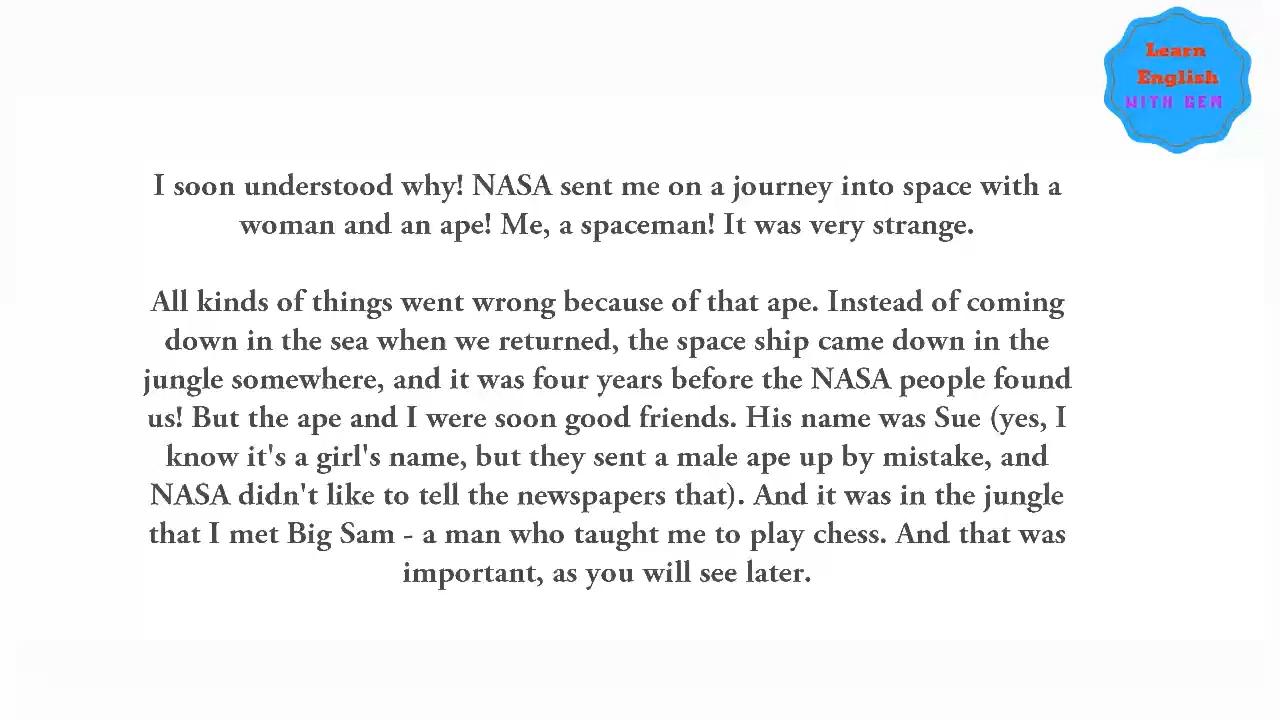 Learn
English
WITH GEM
I soon understood why! NASA sent me on a journey into space with a
woman and an ape! Me, a spaceman! It was very strange.
All kinds of things went wrong because of that ape. Instead of coming
down in the sea when we returned, the space ship came down in the
jungle somewhere, and it was four years before the NASA people found
us! But the ape and I were soon good friends. His name was Sue (yes, I
know it's a girl's name, but they sent a male ape up by mistake, and
NASA didn't like to tell the newspapers that). And it was in the jungle
that I met Big Sam - a man who taught me to play chess. And that was
important, as you will see later.